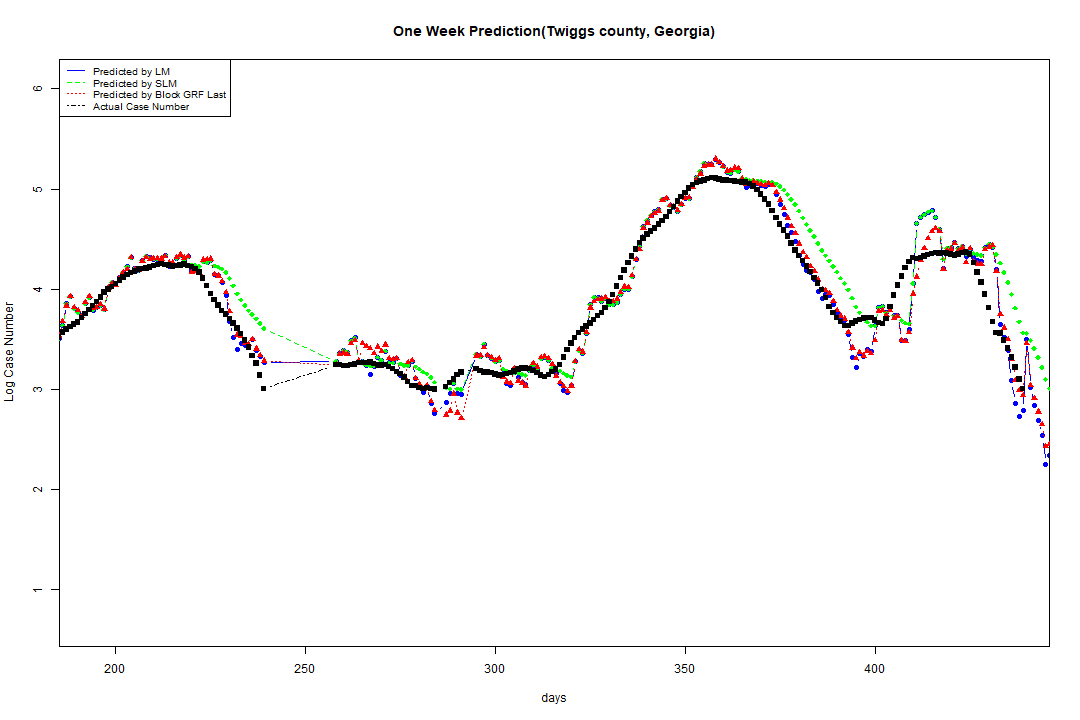 One Week Prediction(Twiggs county, Georgia)
Predicted by LM
Predicted by SLM
Predicted by Block GRF Last
Actual Case Number
6
5
4
3
2
1
Log Case Number
200 250 300 350 400
days